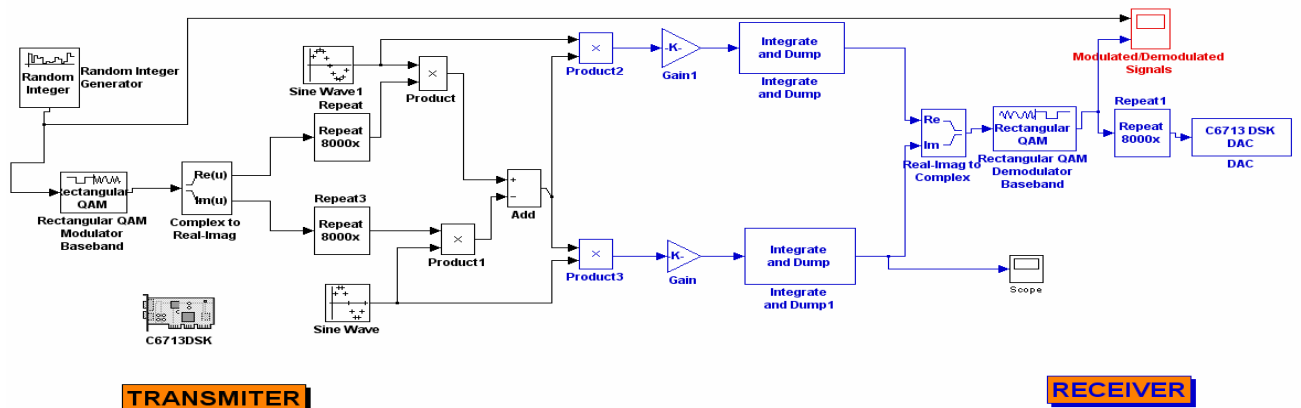 Random
Integer
Random Integer
Generator
Rectangular
QAM
Rectangular QAM
Modulator
Baseband
Re(u)
Im(u)
Complex to
Real-Imag
Sine Wave1
Repeat
Repeat
8000x
Repeat3
Repeat
8000x
×
Product
×
Product1
Sine Wave
+
−
Add
×
Product2
×
Product3
-K-
Gain1
-K-
Gain
Integrate
and Dump
Integrate
and Dump
Integrate
and Dump
Integrate
and Dump1
Re
Im
Real-Imag to
Complex
Rectangular
QAM
Rectangular QAM
Demodulator
Baseband
Modulated/Demodulated
Signals
Repeat1
Repeat
8000x
C6713 DSK
DAC
DAC
Scope
C6713DSK
TRANSMITER
RECEIVER